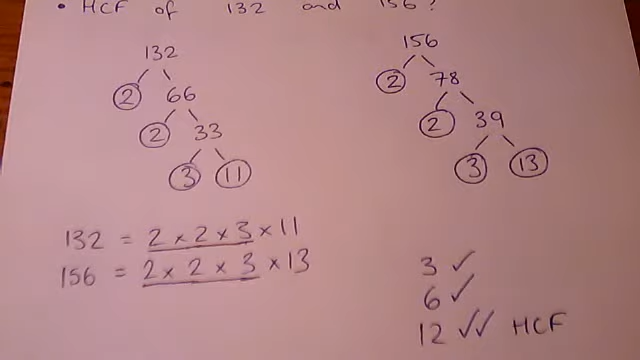 • HCF of 132 and 156?
132
2 66
2 33
3 11
156
2 78
2 39
3 13
132 = 2 × 2 × 3 × 11
156 = 2 × 2 × 3 × 13
3 ✓
6 ✓
12 ✓✓ HCF